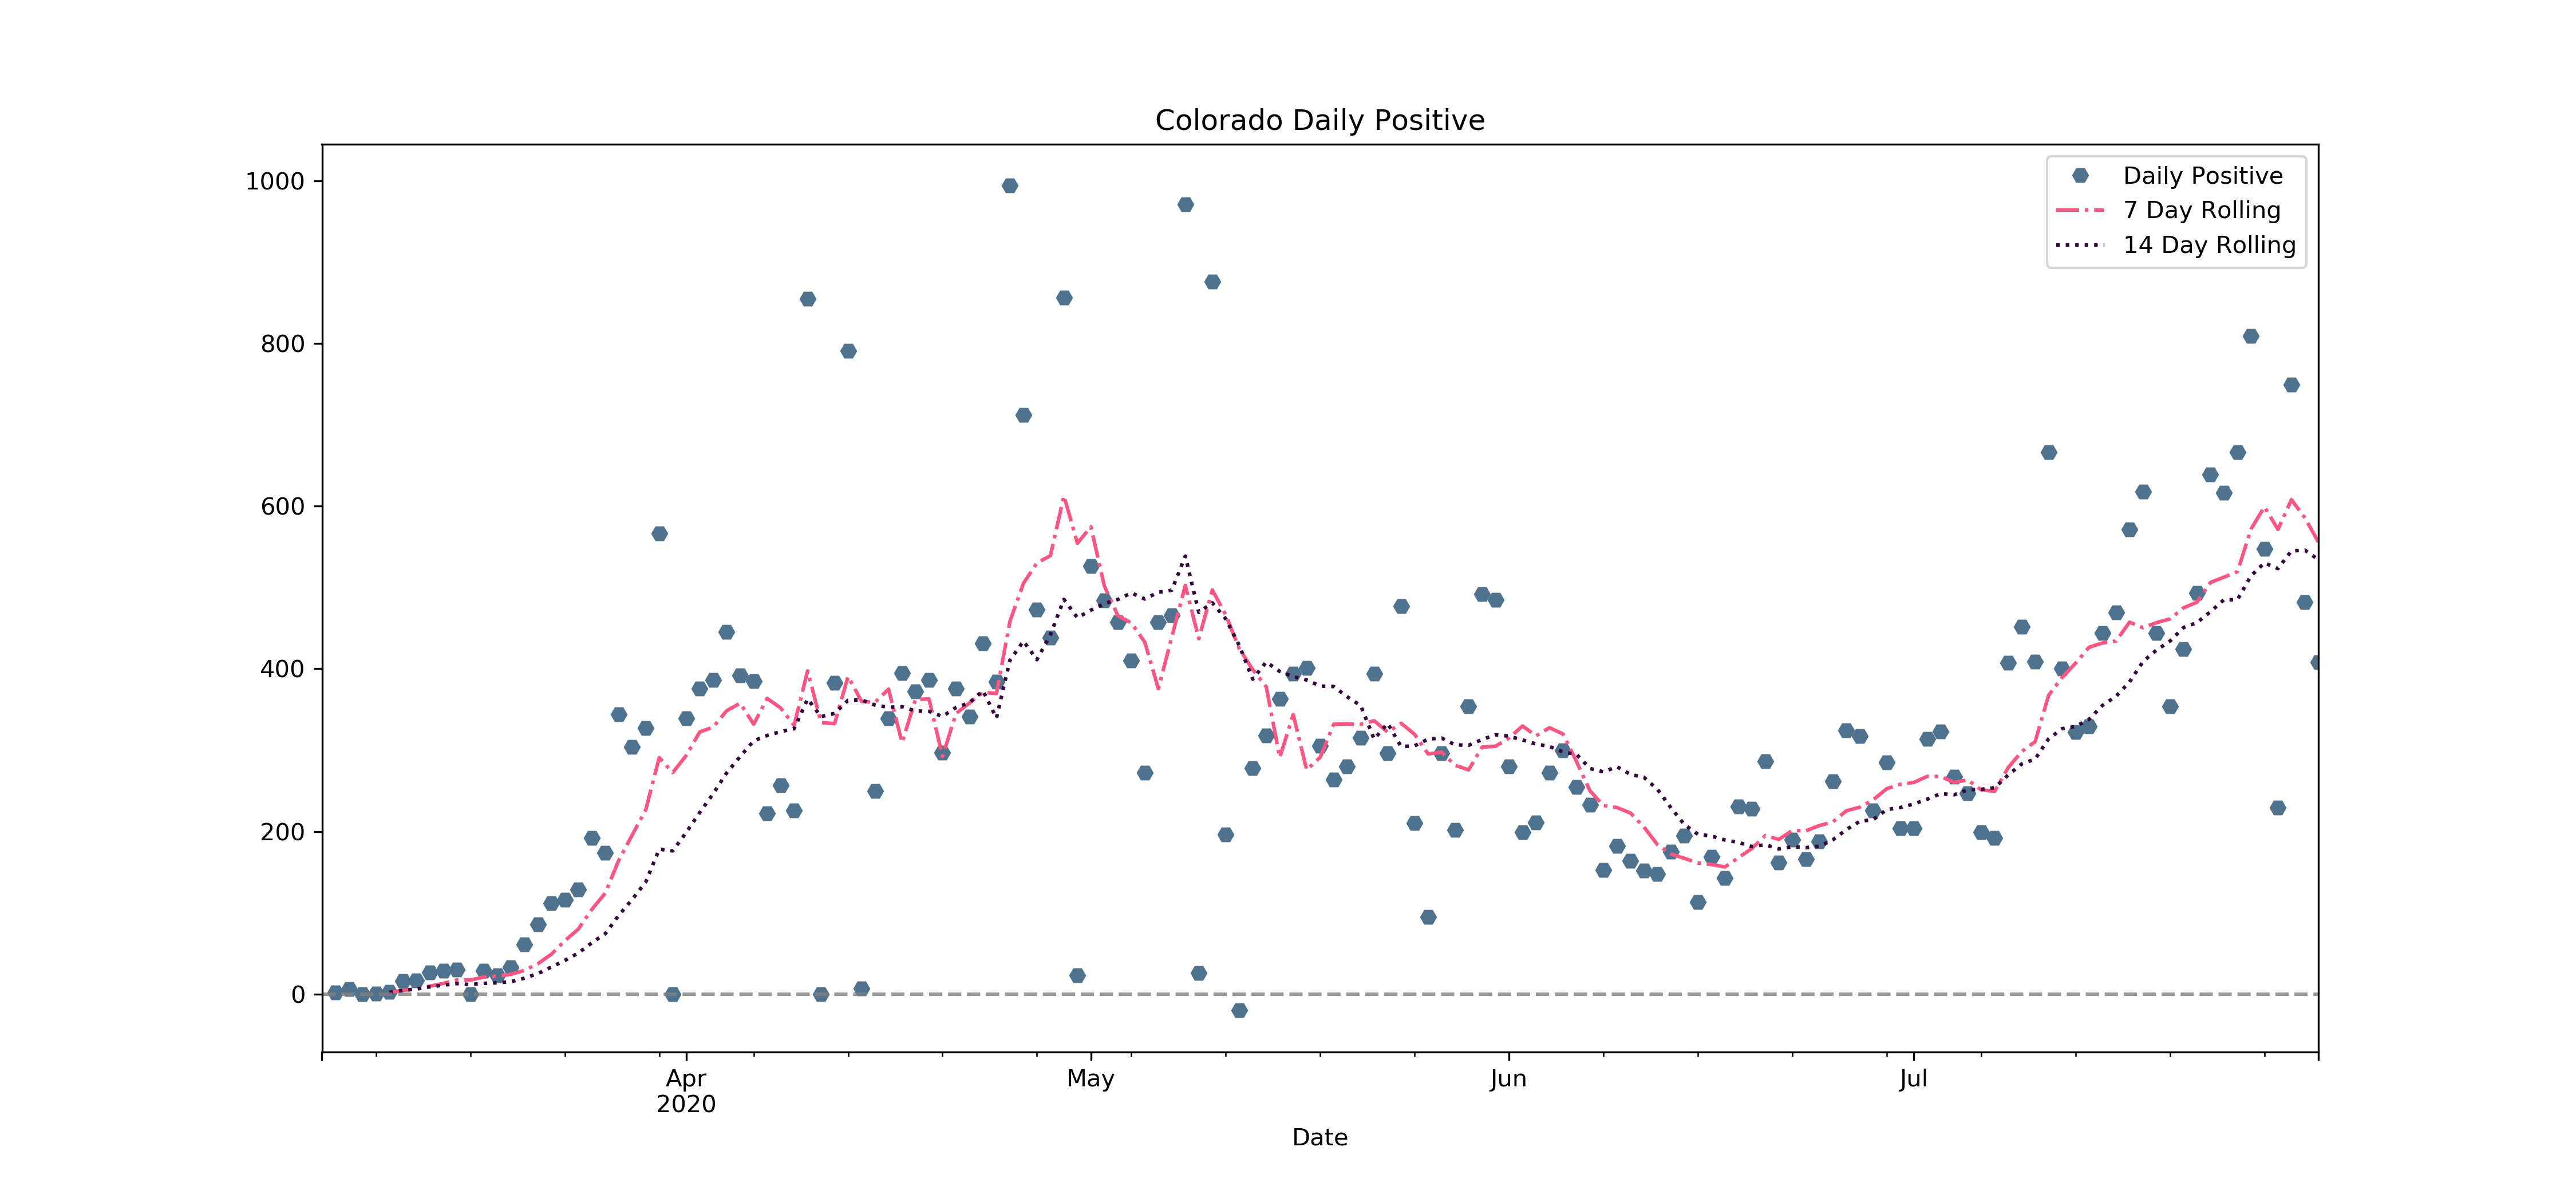 Colorado Daily Positive
1000
800
600
400
200
0
Daily Positive
7 Day Rolling
14 Day Rolling
Apr
2020
May
Jun
Jul
Date